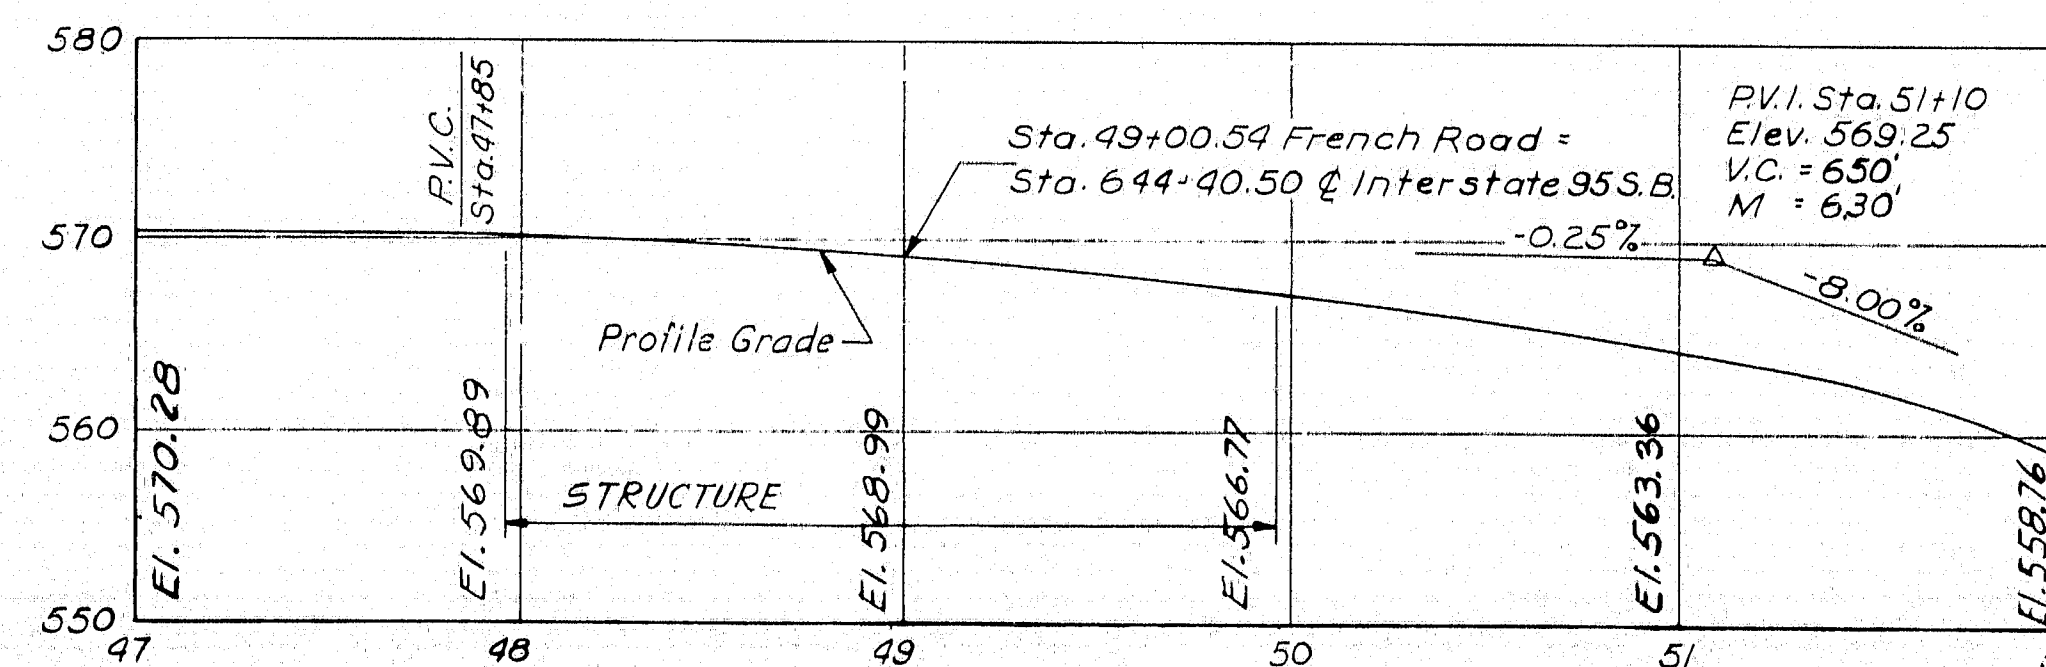 580
570
560
550
P.V.C.
Sta.47+85
Sta.49+00.54 French Road =
Sta. 644+40.50 ℄ Interstate 95 S.B.
P.V.I. Sta. 51+10
Elev. 569.25
V.C. = 650'
M = 6.30'
-0.25%
-8.00%
Profile Grade
STRUCTURE
El. 570.28
El. 569.89
El. 568.99
El. 566.77
El. 563.36
El. 558.76
47
48
49
50
51